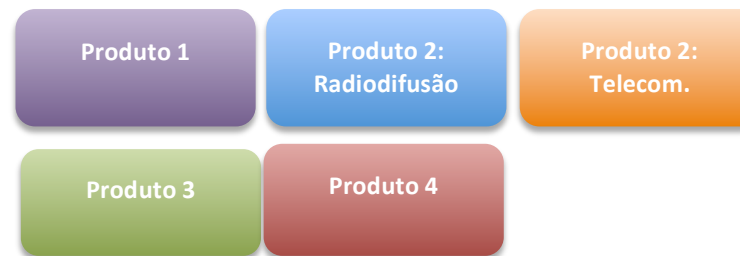 Produto 1
Produto 2:
Radiodifusão
Produto 2:
Telecom.
Produto 3
Produto 4